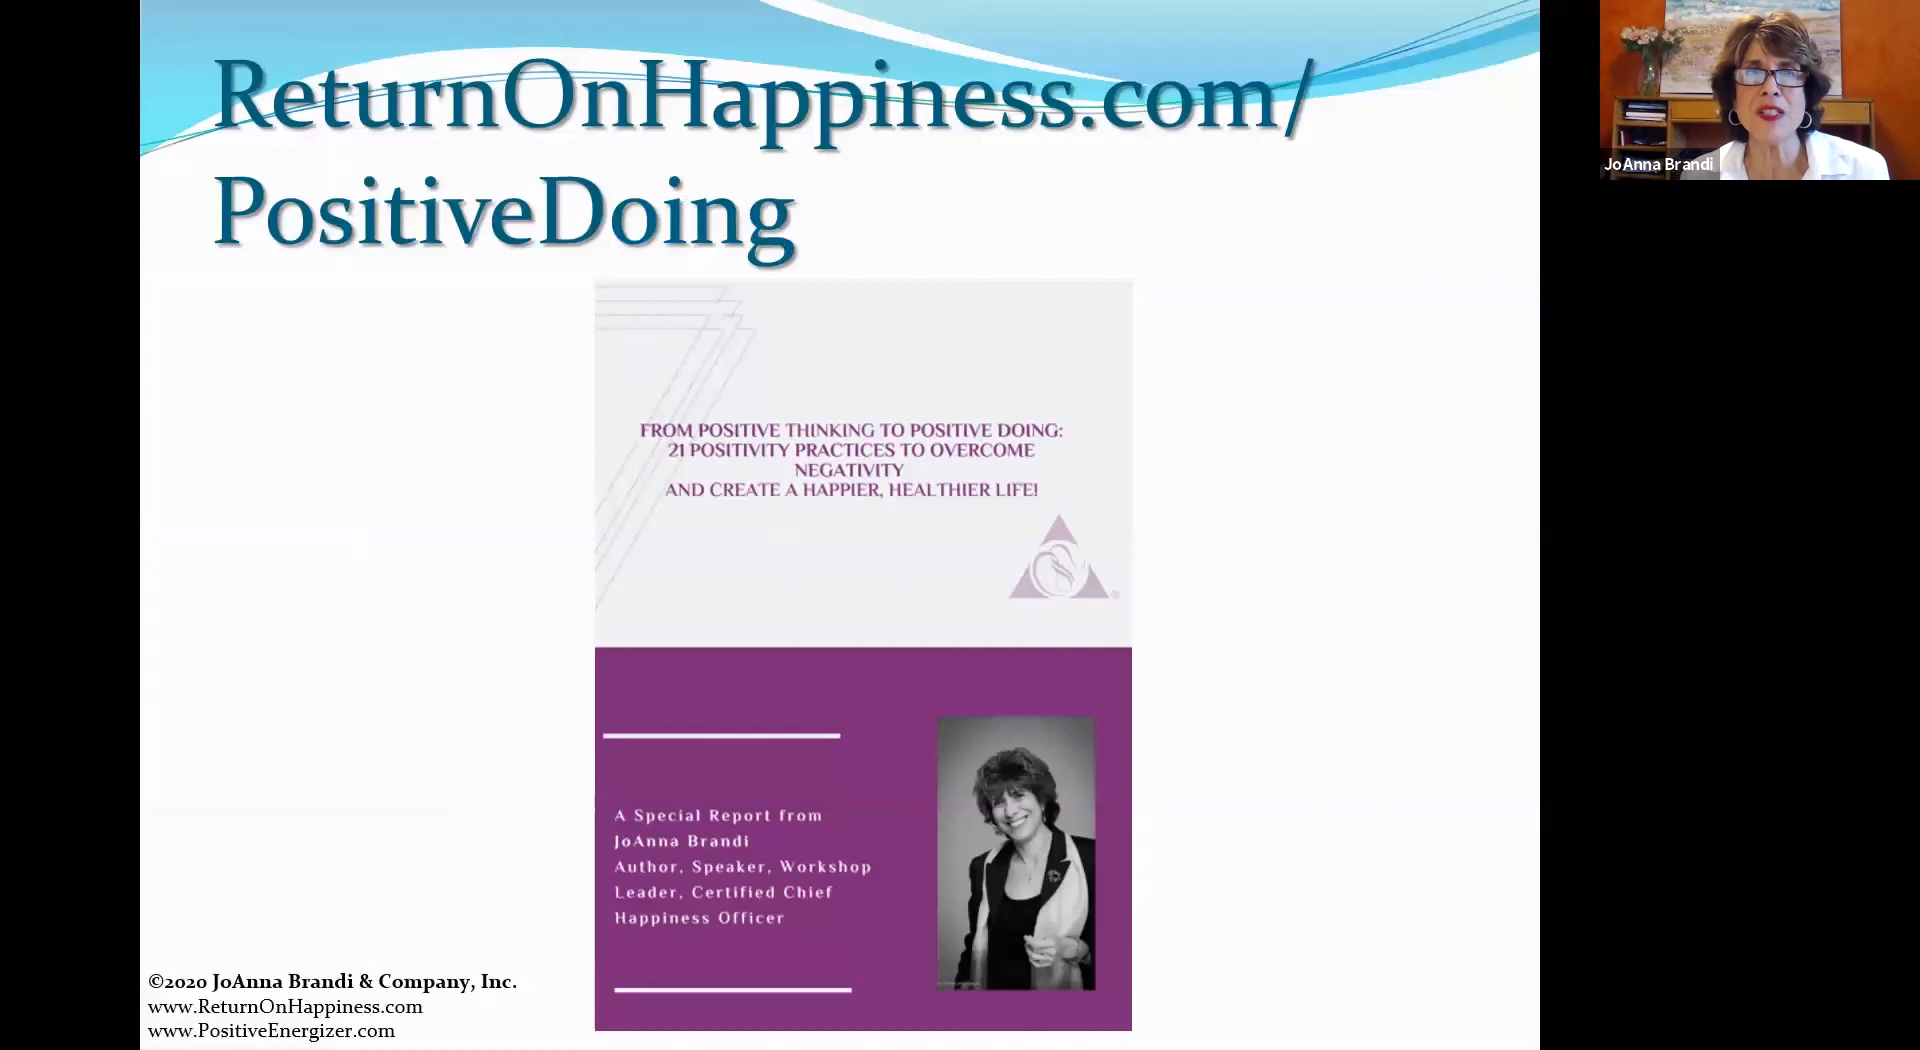 ReturnOnHappiness.com/
PositiveDoing
JoAnna Brandi
FROM POSITIVE THINKING TO POSITIVE DOING:
21 POSITIVITY PRACTICES TO OVERCOME
NEGATIVITY
AND CREATE A HAPPIER, HEALTHIER LIFE!
®
A Special Report from
JoAnna Brandi
Author, Speaker, Workshop
Leader, Certified Chief
Happiness Officer
©2020 JoAnna Brandi & Company, Inc.
www.ReturnOnHappiness.com
www.PositiveEnergizer.com